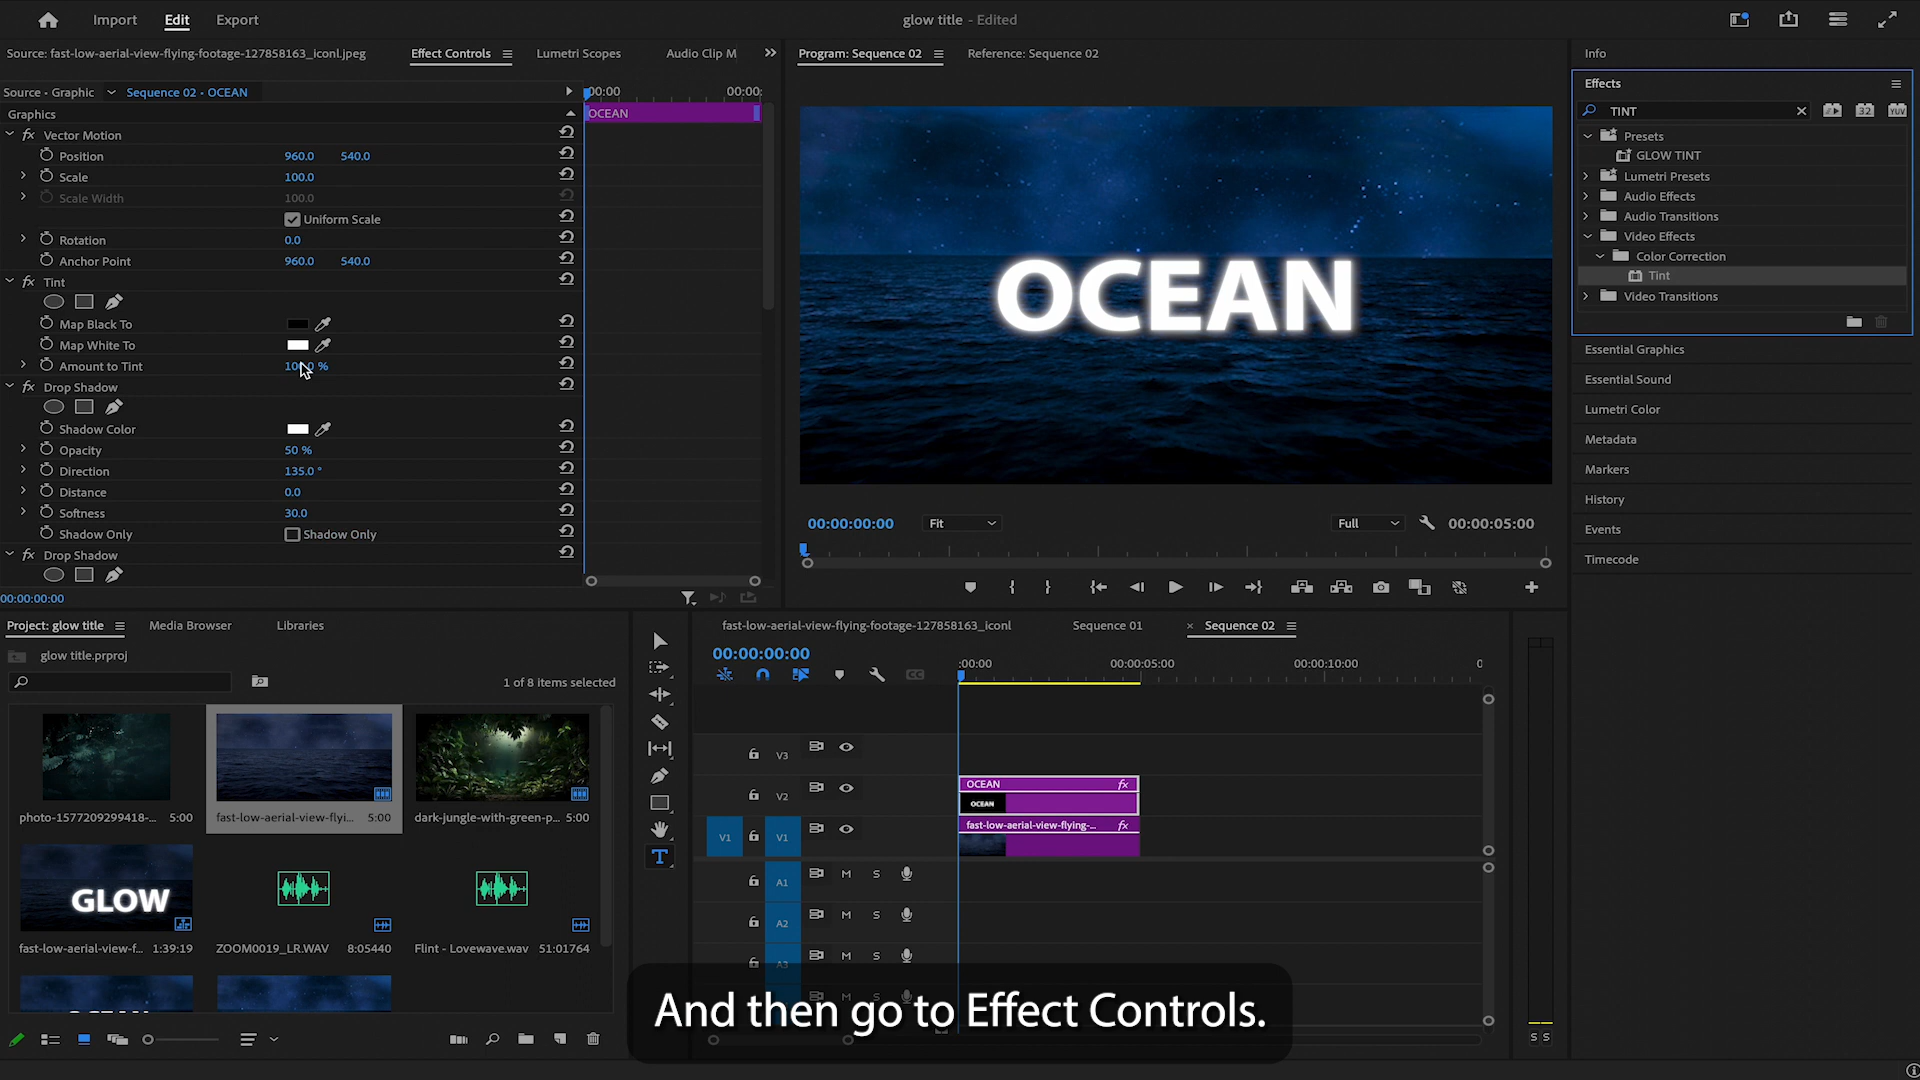 Import Edit Export
glow title - Edited
Source: fast-low-aerial-view-flying-footage-127858163_iconl.jpeg
Effect Controls
Lumetri Scopes
Audio Clip M
Program: Sequence 02
Reference: Sequence 02
Info
Source • Graphic
Sequence 02 • OCEAN
00:00 00:00:
Graphics
OCEAN
fx Vector Motion
Position 960.0 540.0
Scale 100.0
Scale Width 100.0
Uniform Scale
Rotation 0.0
Anchor Point 960.0 540.0
fx Tint
Map Black To
Map White To
Amount to Tint %
fx Drop Shadow
Shadow Color
Opacity 50 %
Direction 135.0 °
Distance 0.0
Softness 30.0
Shadow Only Shadow Only
fx Drop Shadow
00:00:00:00
OCEAN
00:00:00:00 Fit Full 00:00:05:00
Effects
TINT
32 YUV
Presets
GLOW TINT
Lumetri Presets
Audio Effects
Audio Transitions
Video Effects
Color Correction
Tint
Video Transitions
Essential Graphics
Essential Sound
Lumetri Color
Metadata
Markers
History
Events
Timecode
Project: glow title
Media Browser
Libraries
glow title.prproj
1 of 8 items selected
photo-1577209299418-... 5:00
fast-low-aerial-view-flyi... 5:00
dark-jungle-with-green-p... 5:00
GLOW
fast-low-aerial-view-f... 1:39:19
ZOOM0019_LR.WAV 8:05440
Flint - Lovewave.wav 51:01764
T
fast-low-aerial-view-flying-footage-127858163_iconl
Sequence 01
× Sequence 02
00:00:00:00
:00:00 00:00:05:00 00:00:10:00 0
CC
V3
V2
OCEAN fx
OCEAN
V1 V1
fast-low-aerial-view-flying-... fx
A1 M S
A2 M S
A3 M S
M S
S S
And then go to Effect Controls.